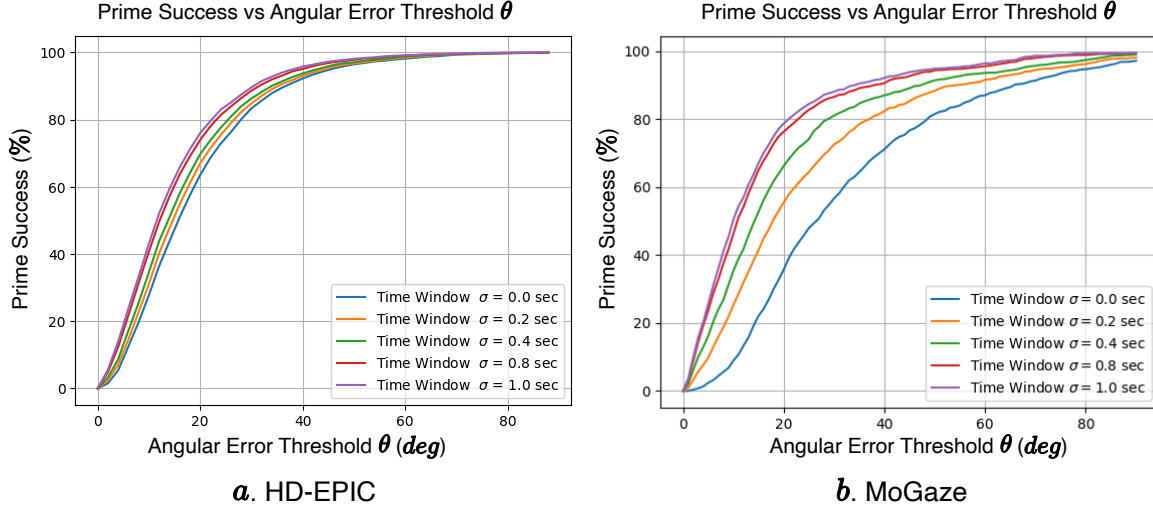 Prime Success vs Angular Error Threshold θ
100
80
60
40
20
0
Prime Success (%)
Time Window σ = 0.0 sec
Time Window σ = 0.2 sec
Time Window σ = 0.4 sec
Time Window σ = 0.8 sec
Time Window σ = 1.0 sec
0 20 40 60 80
Angular Error Threshold θ (deg)
a. HD-EPIC
Prime Success vs Angular Error Threshold θ
100
80
60
40
20
0
Prime Success (%)
Time Window σ = 0.0 sec
Time Window σ = 0.2 sec
Time Window σ = 0.4 sec
Time Window σ = 0.8 sec
Time Window σ = 1.0 sec
0 20 40 60 80
Angular Error Threshold θ (deg)
b. MoGaze